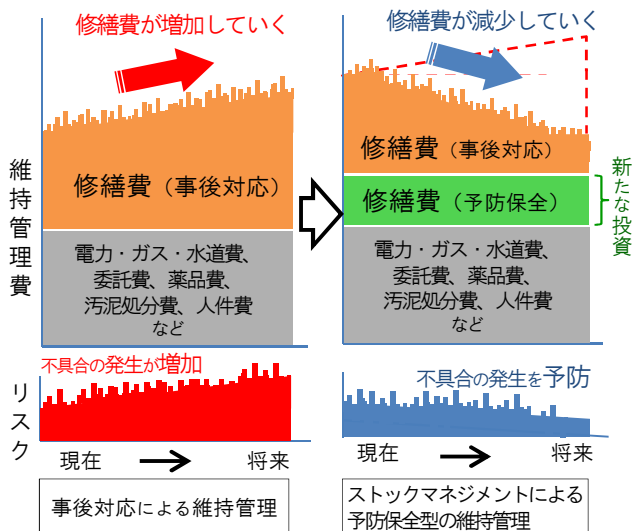 修繕費が増加していく
修繕費が減少していく
維持管理費
修繕費（事後対応）
電力・ガス・水道費、
委託費、薬品費、
汚泥処分費、人件費
など
修繕費（事後対応）
修繕費（予防保全）
新たな投資
電力・ガス・水道費、
委託費、薬品費、
汚泥処分費、人件費
など
リスク
不具合の発生が増加
不具合の発生を予防
現在
将来
現在
将来
事後対応による維持管理
ストックマネジメントによる
予防保全型の維持管理